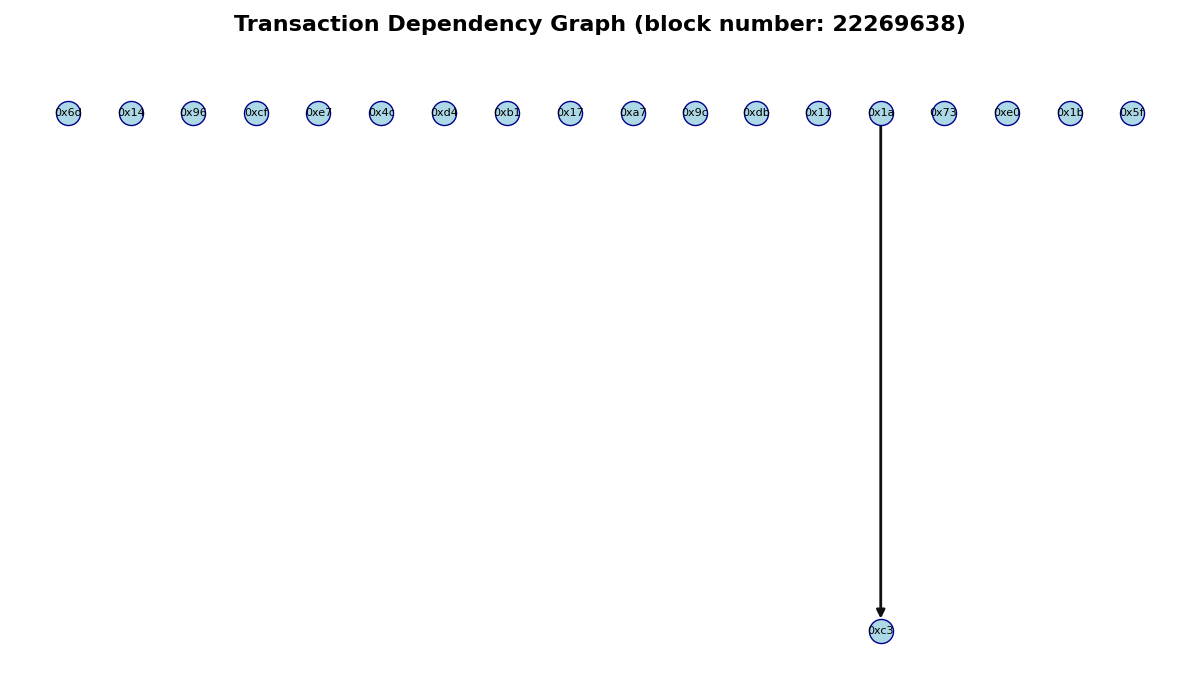 Transaction Dependency Graph (block number: 22269638)
0x6d 0x14 0x96 0xcf 0xe7 0x4c 0xd4 0xb1 0x17 0xa7 0x9c 0xdb 0x11 0x1a 0x73 0xe0 0x1b 0x5f
0xc3